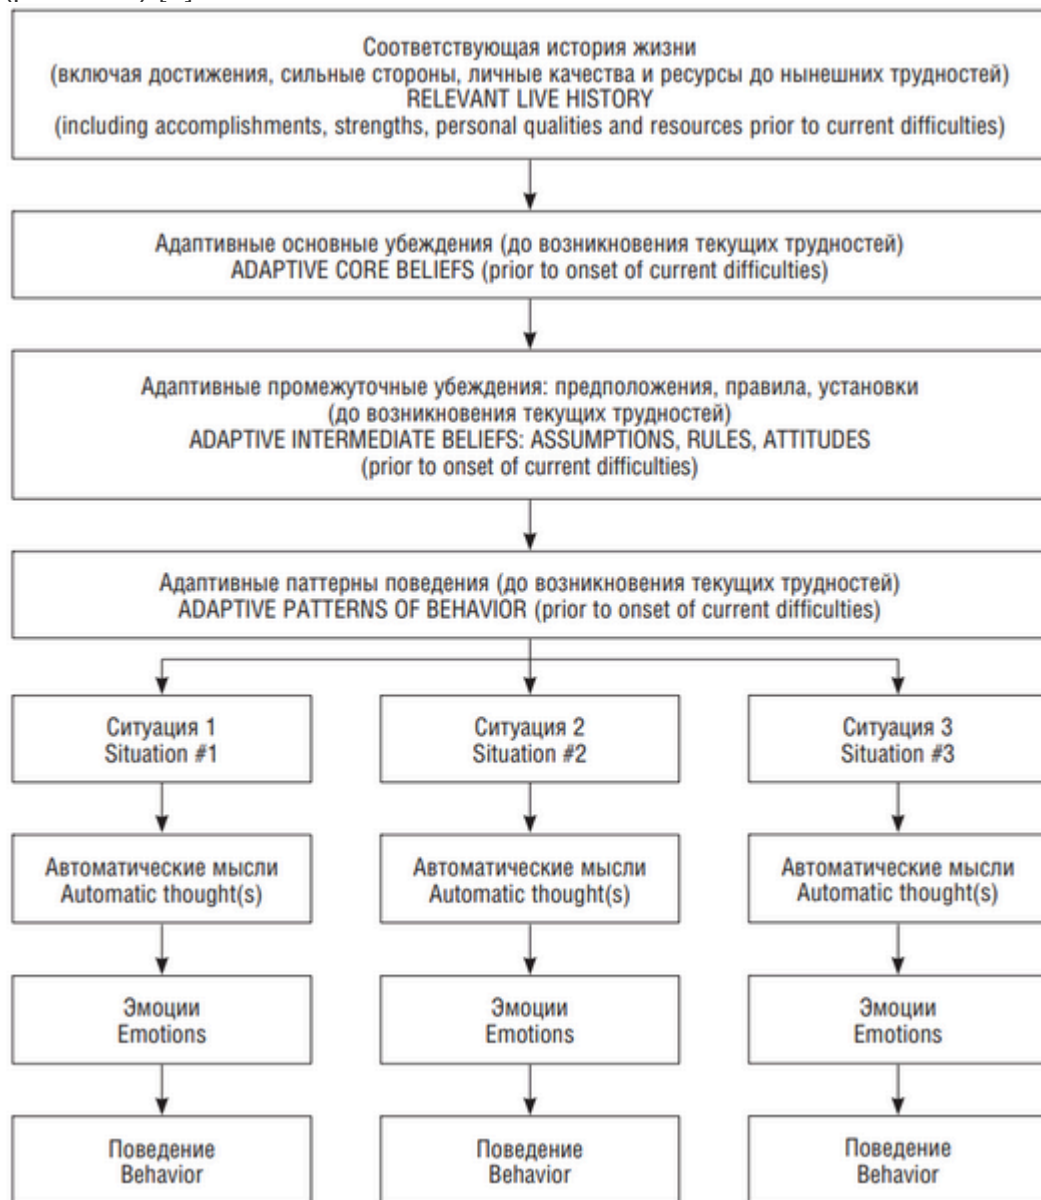 Соответствующая история жизни
(включая достижения, сильные стороны, личные качества и ресурсы до нынешних трудностей)
RELEVANT LIVE HISTORY
(including accomplishments, strengths, personal qualities and resources prior to current difficulties)
Адаптивные основные убеждения (до возникновения текущих трудностей)
ADAPTIVE CORE BELIEFS (prior to onset of current difficulties)
Адаптивные промежуточные убеждения: предположения, правила, установки
(до возникновения текущих трудностей)
ADAPTIVE INTERMEDIATE BELIEFS: ASSUMPTIONS, RULES, ATTITUDES
(prior to onset of current difficulties)
Адаптивные паттерны поведения (до возникновения текущих трудностей)
ADAPTIVE PATTERNS OF BEHAVIOR (prior to onset of current difficulties)
Ситуация 1
Situation #1
Ситуация 2
Situation #2
Ситуация 3
Situation #3
Автоматические мысли
Automatic thought(s)
Автоматические мысли
Automatic thought(s)
Автоматические мысли
Automatic thought(s)
Эмоции
Emotions
Эмоции
Emotions
Эмоции
Emotions
Поведение
Behavior
Поведение
Behavior
Поведение
Behavior